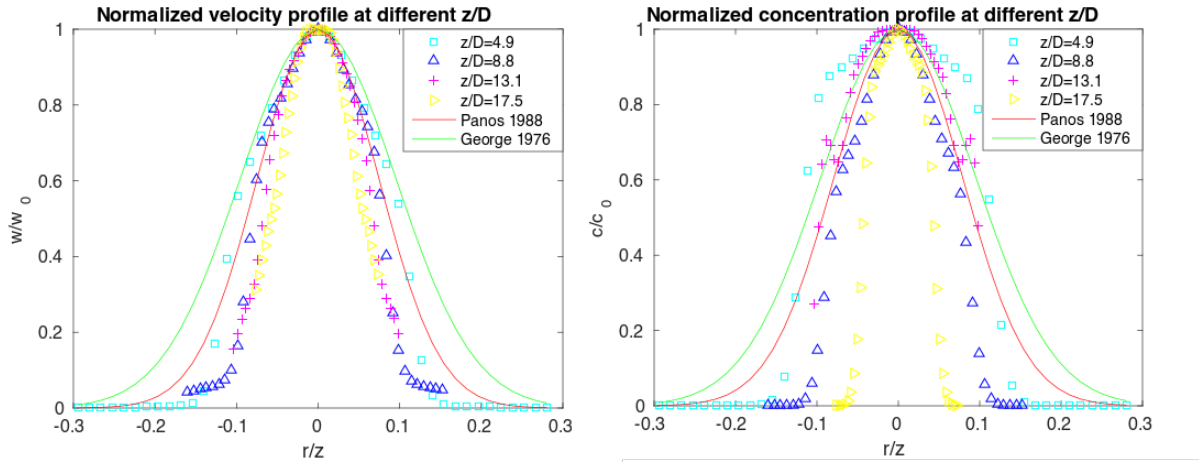 Normalized velocity profile at different z/D
1
0.8
0.6
0.4
0.2
0
w/w0
-0.3
-0.2
-0.1
0
0.1
0.2
0.3
r/z
z/D=4.9
z/D=8.8
z/D=13.1
z/D=17.5
Panos 1988
George 1976
Normalized concentration profile at different z/D
1
0.8
0.6
0.4
0.2
0
c/c0
-0.3
-0.2
-0.1
0
0.1
0.2
0.3
r/z
z/D=4.9
z/D=8.8
z/D=13.1
z/D=17.5
Panos 1988
George 1976